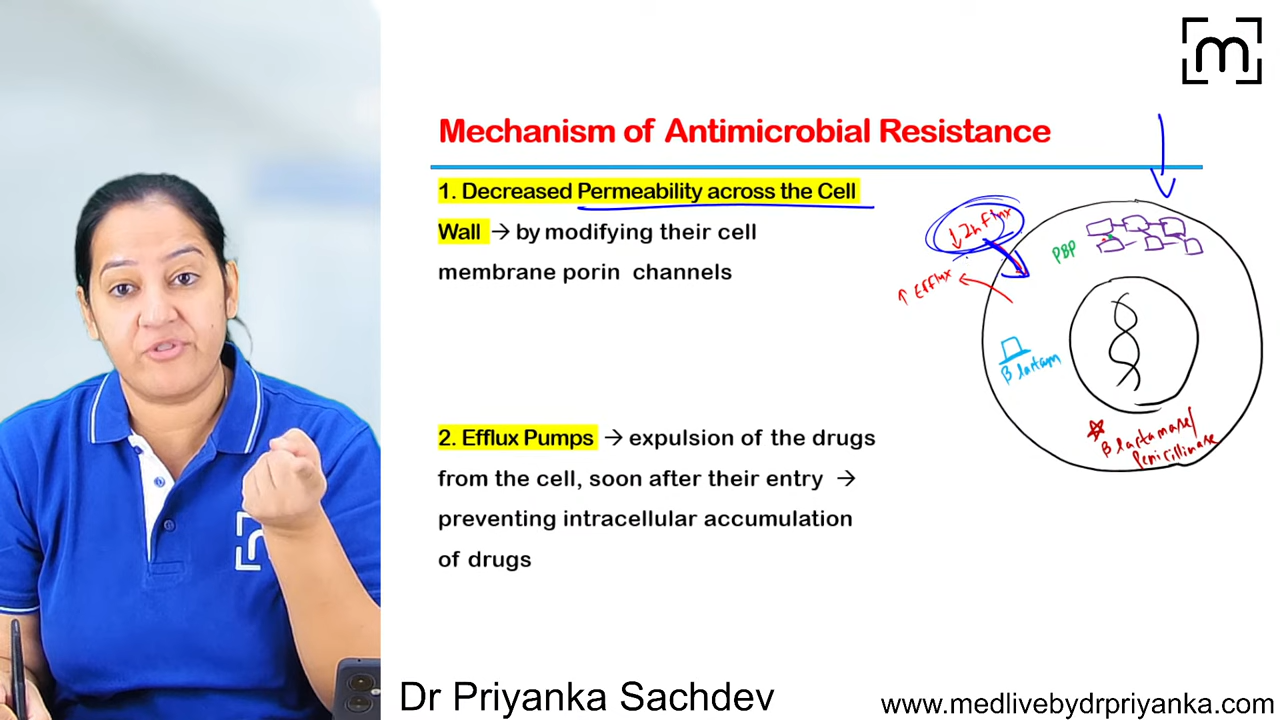 m
Mechanism of Antimicrobial Resistance
1. Decreased Permeability across the Cell
Wall → by modifying their cell
membrane porin channels
↓ Influx
PBP
↑ Efflux
β lactam
β lactamase/
Penicillinase
2. Efflux Pumps → expulsion of the drugs
from the cell, soon after their entry →
preventing intracellular accumulation
of drugs
Dr Priyanka Sachdev
www.medlivebydrpriyanka.com